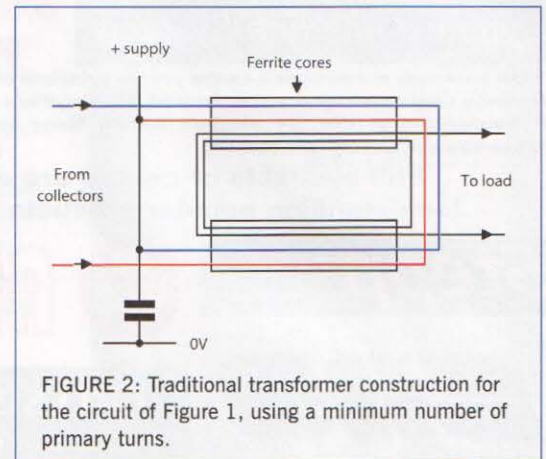 + supply
Ferrite cores
From
collectors
To load
0V
FIGURE 2: Traditional transformer construction for
the circuit of Figure 1, using a minimum number of
primary turns.